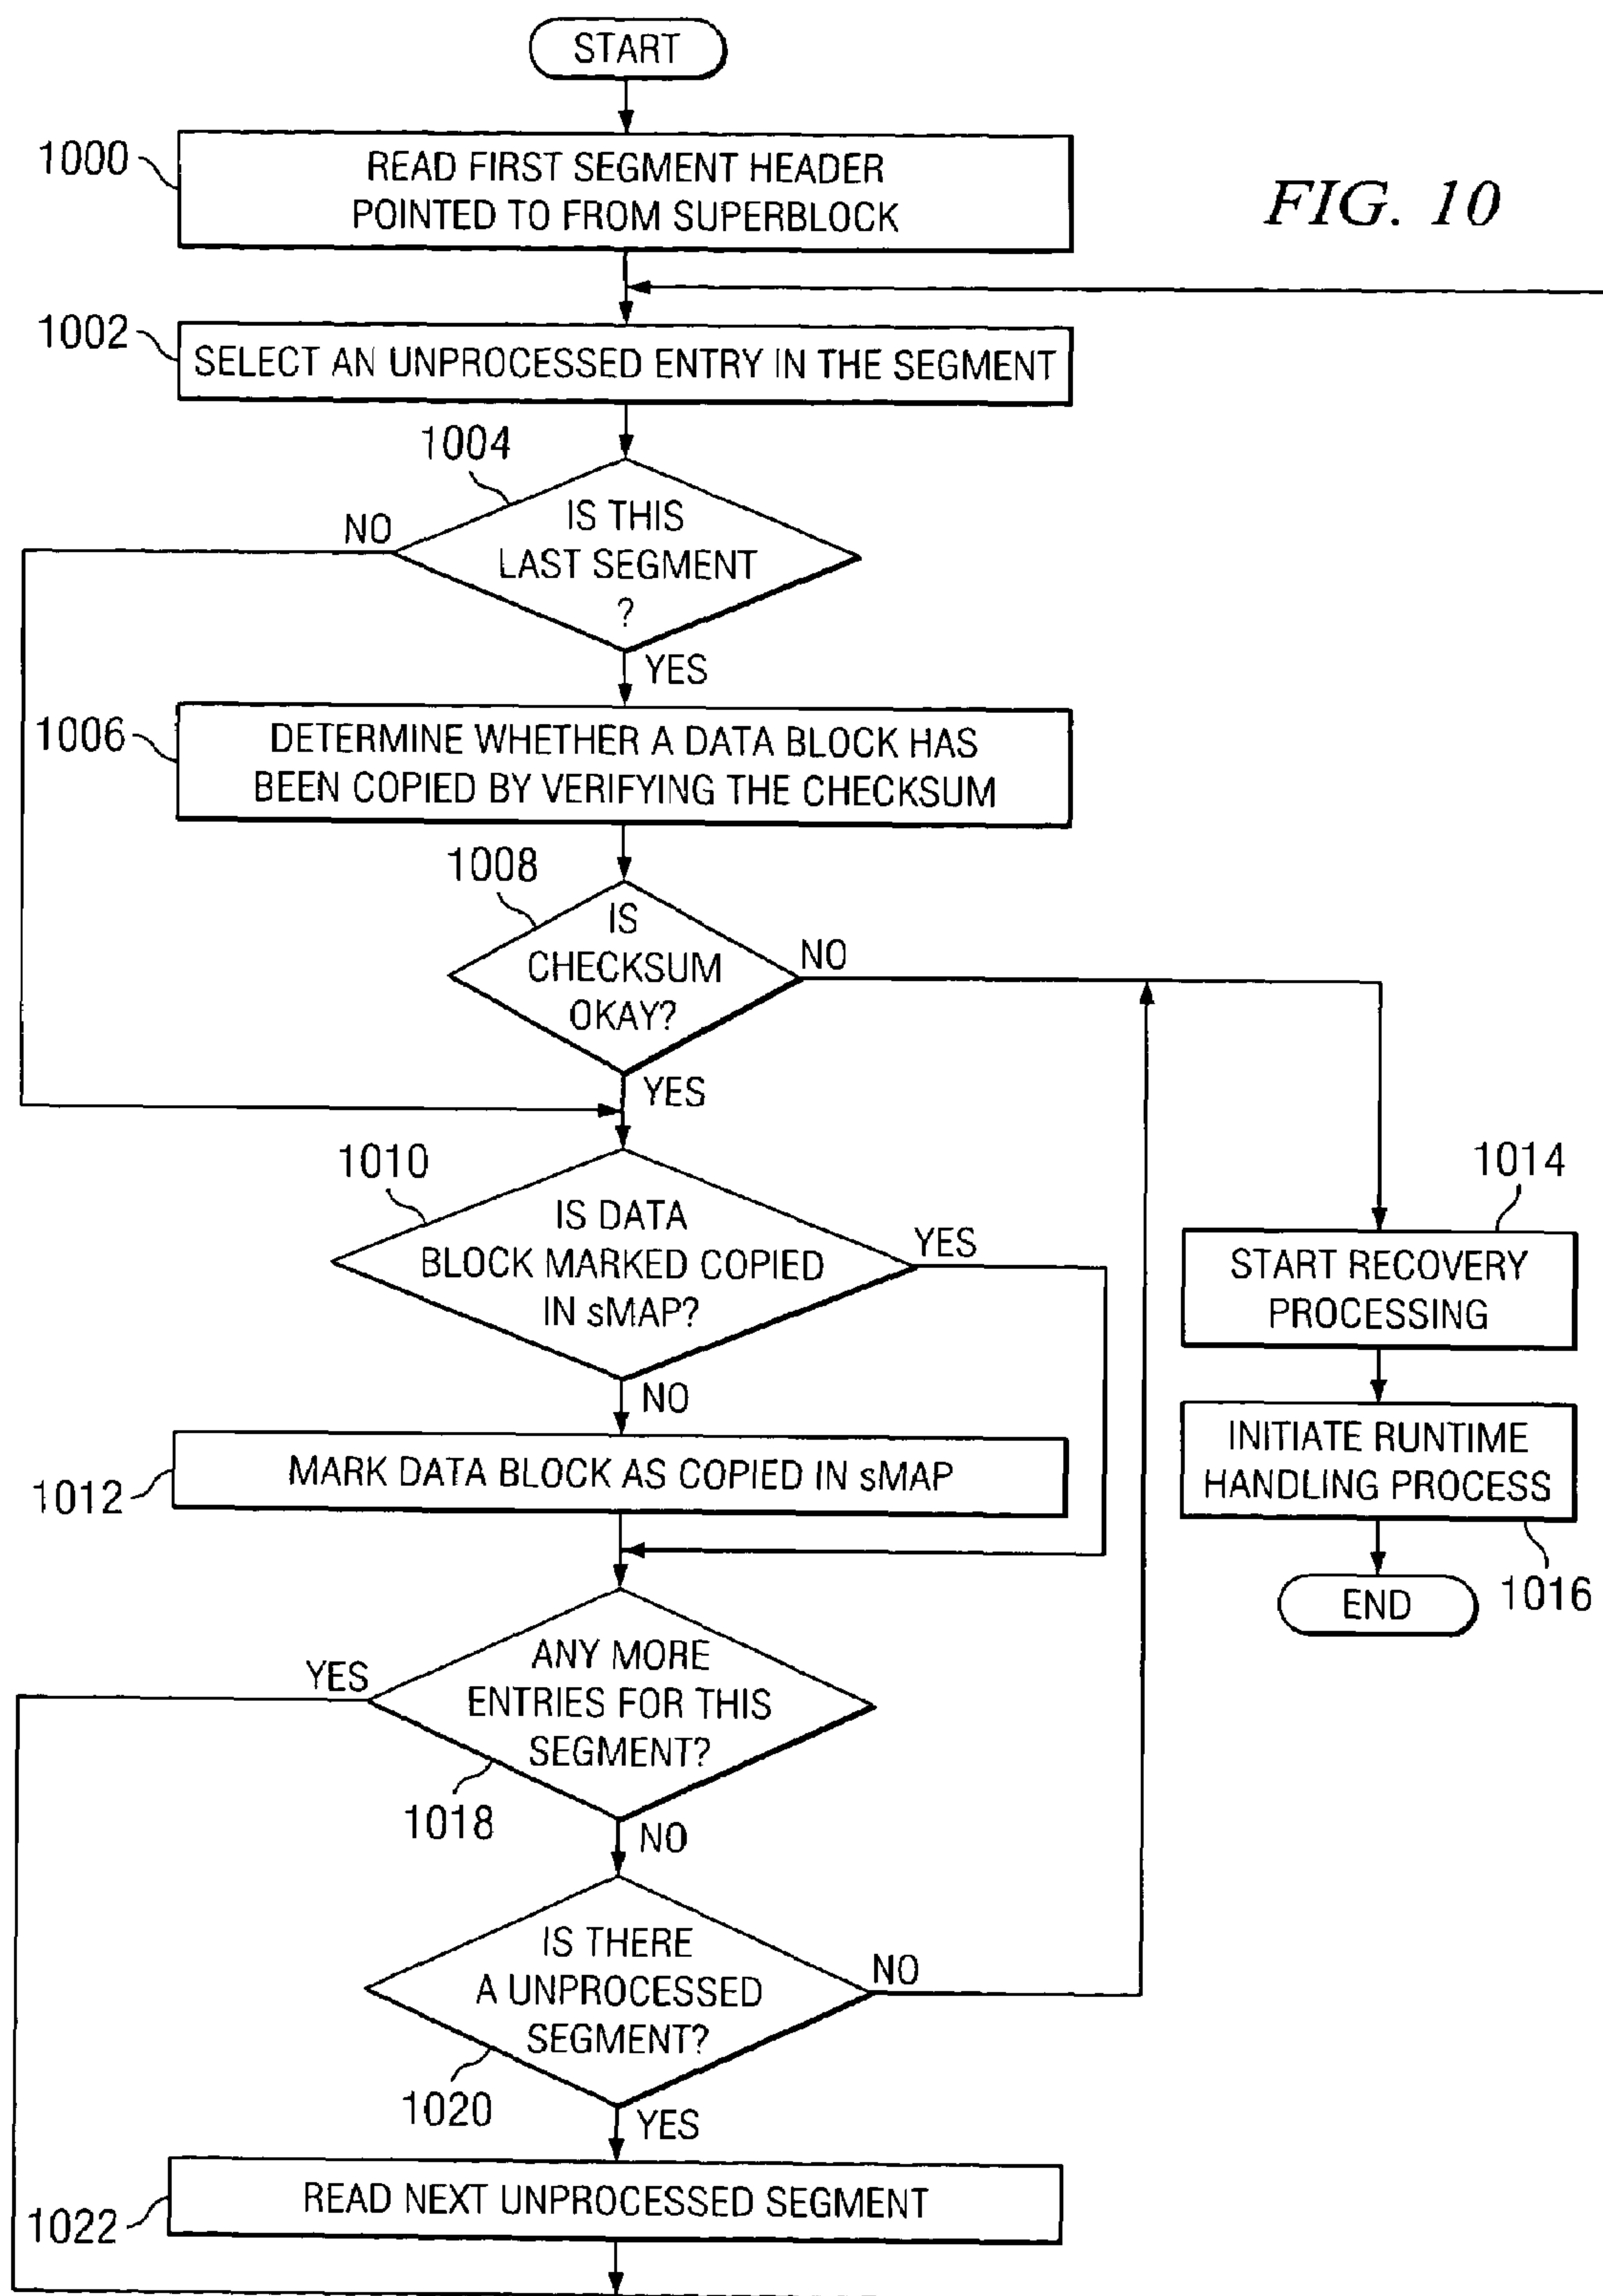 START
1000
READ FIRST SEGMENT HEADER
POINTED TO FROM SUPERBLOCK
FIG. 10
1002
SELECT AN UNPROCESSED ENTRY IN THE SEGMENT
1004
IS THIS
LAST SEGMENT
?
NO
YES
1006
DETERMINE WHETHER A DATA BLOCK HAS
BEEN COPIED BY VERIFYING THE CHECKSUM
1008
IS
CHECKSUM
OKAY?
NO
YES
1010
IS DATA
BLOCK MARKED COPIED
IN sMAP?
YES
NO
1014
START RECOVERY
PROCESSING
1012
MARK DATA BLOCK AS COPIED IN sMAP
INITIATE RUNTIME
HANDLING PROCESS
1016
END
ANY MORE
ENTRIES FOR THIS
SEGMENT?
YES
1018
NO
IS THERE
A UNPROCESSED
SEGMENT?
NO
1020
YES
1022
READ NEXT UNPROCESSED SEGMENT